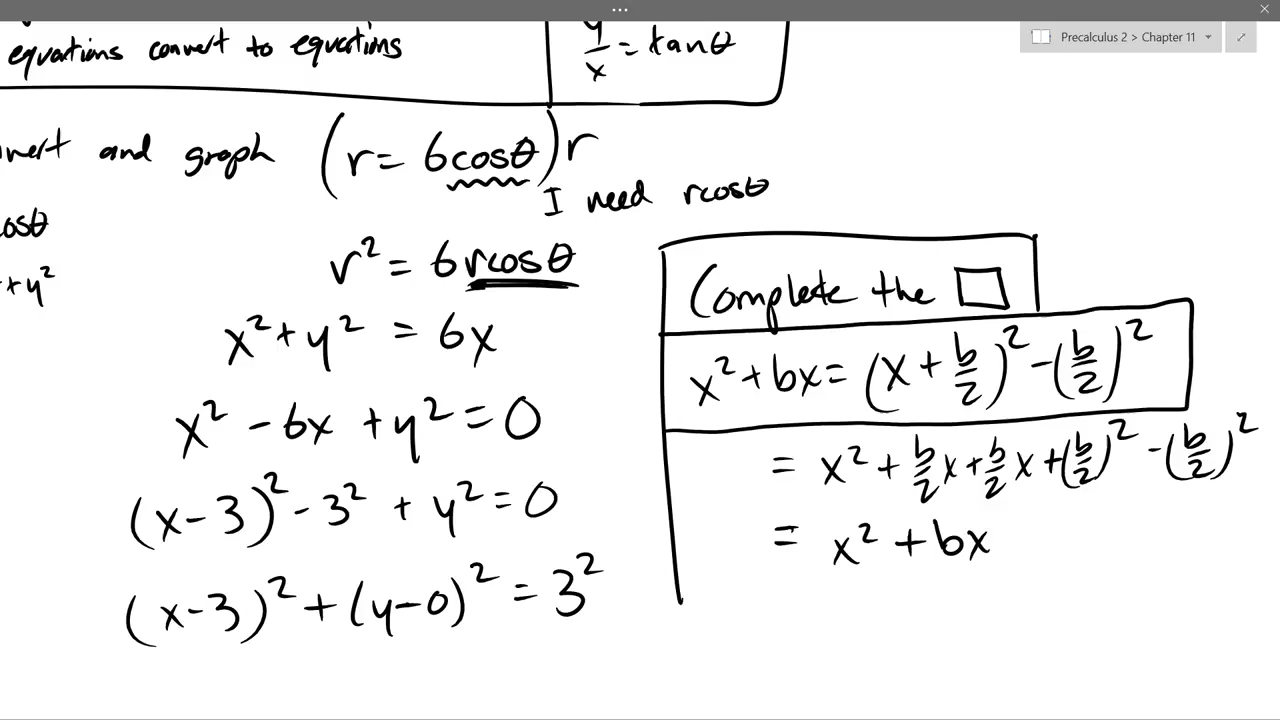 ...
Precalculus 2 > Chapter 11
equations convert to equations
y/x = tanθ
and graph (r = 6cosθ)r
I need rcosθ
osθ
+ y²
r² = 6rcosθ
x² + y² = 6x
x² - 6x + y² = 0
(x-3)² - 3² + y² = 0
(x-3)² + (y-0)² = 3²
Complete the □
x² + bx = (x + b/2)² - (b/2)²
= x² + b/2 x + b/2 x + (b/2)² - (b/2)²
= x² + bx